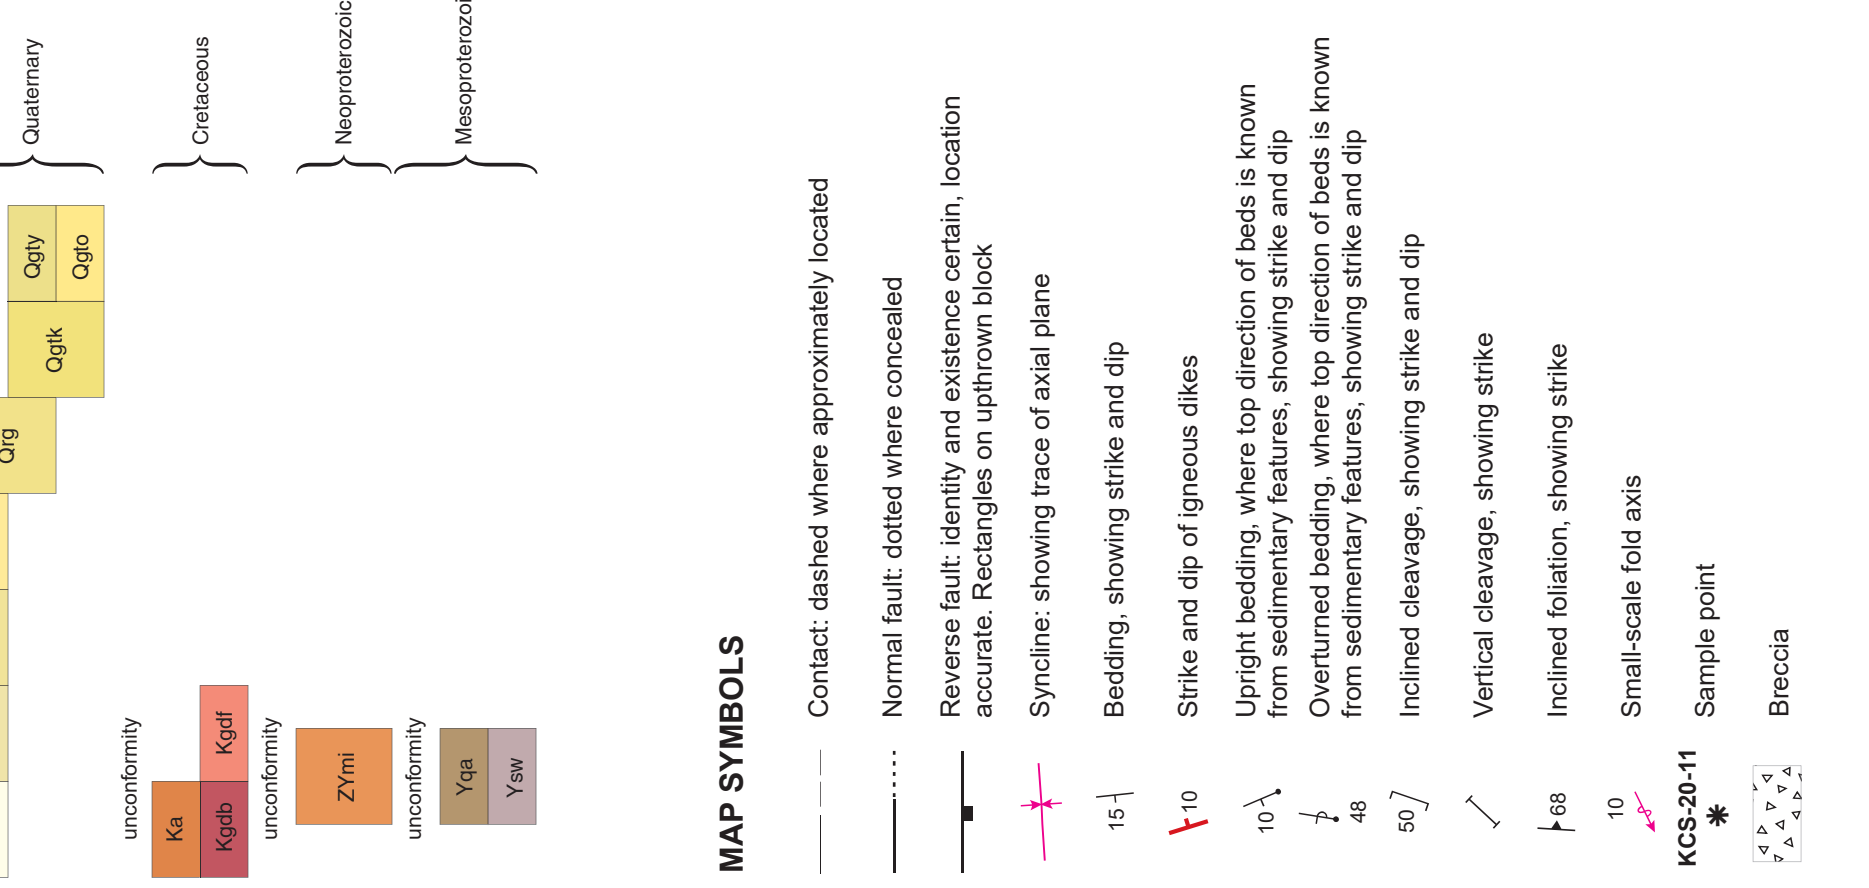 Quaternary
Qgty
Qgto
Qgtk
Qrg
Cretaceous
unconformity
Ka
Kgdb
Kgdf
unconformity
Neoproterozoic
ZYmi
unconformity
Mesoproterozoi
Yqa
Ysw
MAP SYMBOLS
Contact: dashed where approximately located
Normal fault: dotted where concealed
Reverse fault: identity and existence certain, location
accurate. Rectangles on upthrown block
Syncline: showing trace of axial plane
15
Bedding, showing strike and dip
10
Strike and dip of igneous dikes
10
Upright bedding, where top direction of beds is known
from sedimentary features, showing strike and dip
48
Overturned bedding, where top direction of beds is known
from sedimentary features, showing strike and dip
50
Inclined cleavage, showing strike and dip
Vertical cleavage, showing strike
68
Inclined foliation, showing strike
10
Small-scale fold axis
KCS-20-11
Sample point
Breccia